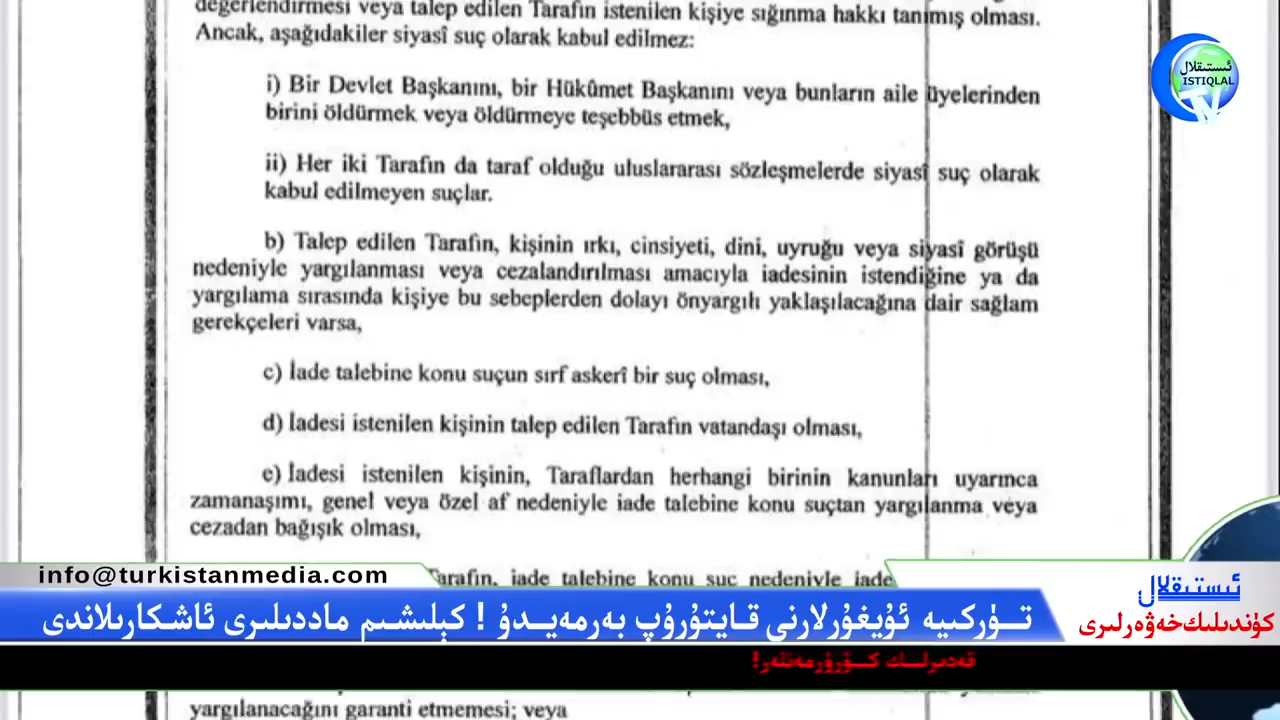 değerlendirmesi veya talep edilen Tarafın istenilen kişiye sığınma hakkı tanımış olması.
Ancak, aşağıdakiler siyasî suç olarak kabul edilmez:
i) Bir Devlet Başkanını, bir Hükûmet Başkanını veya bunların aile üyelerinden
birini öldürmek veya öldürmeye teşebbüs etmek,
ii) Her iki Tarafın da taraf olduğu uluslararası sözleşmelerde siyasî suç olarak
kabul edilmeyen suçlar.
b) Talep edilen Tarafın, kişinin ırkı, cinsiyeti, dini, uyruğu veya siyasî görüşü
nedeniyle yargılanması veya cezalandırılması amacıyla iadesinin istendiğine ya da
yargılama sırasında kişiye bu sebeplerden dolayı önyargılı yaklaşılacağına dair sağlam
gerekçeleri varsa,
c) İade talebine konu suçun sırf askerî bir suç olması,
d) İadesi istenilen kişinin talep edilen Tarafın vatandaşı olması,
e) İadesi istenilen kişinin, Taraflardan herhangi birinin kanunları uyarınca
zamanaşımı, genel veya özel af nedeniyle iade talebine konu suçtan yargılanma veya
cezadan bağışık olması,
Tarafın, iade talebine konu suç nedeniyle iade
yargılanacağını garanti etmemesi; veya
ئىستىقلال
ISTIQLAL
TV
info@turkistanmedia.com
تۈركىيە ئۇيغۇرلارنى قايتۇرۇپ بەرمەيدۇ ! كېلىشىم ماددىلىرى ئاشكارىلاندى
ئىستىقلال
كۈندىلىك خەۋەرلىرى
قەدىرلىك كۆرۈرمەنلەر!